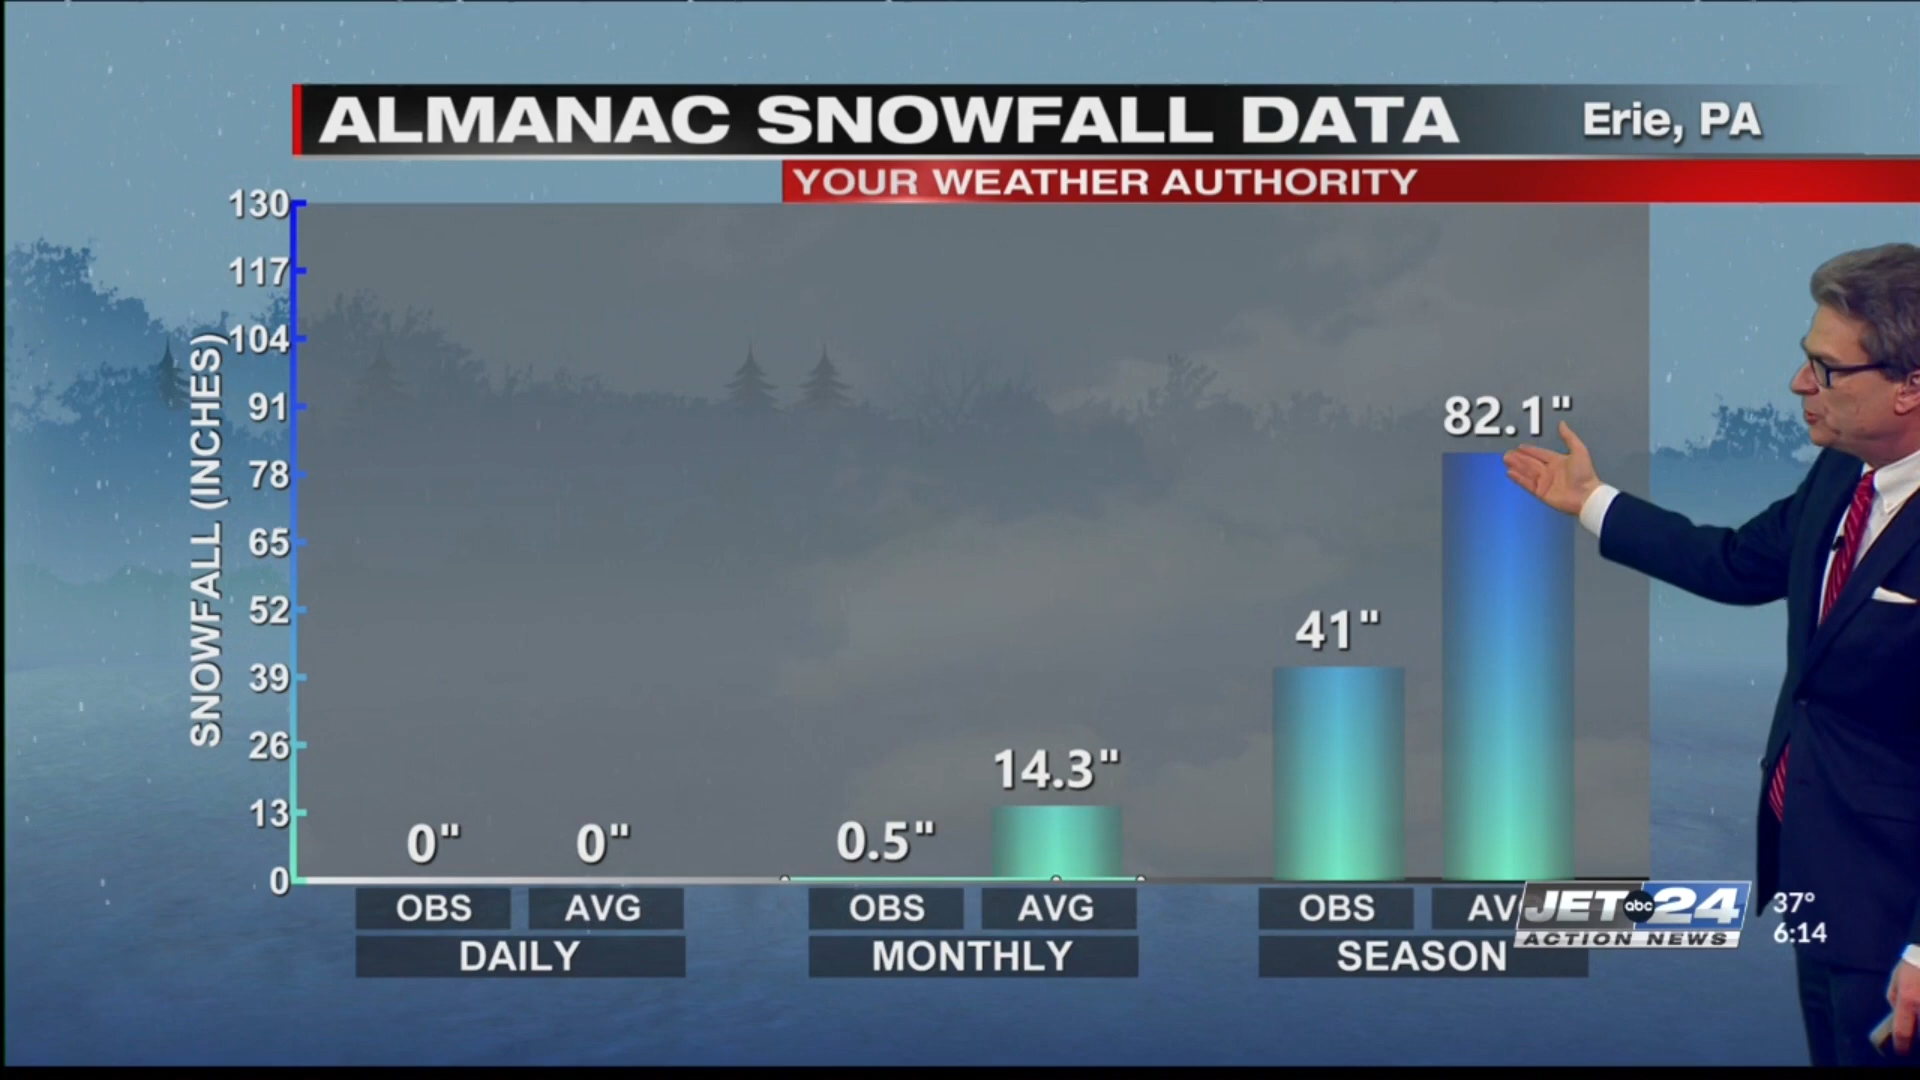 ALMANAC SNOWFALL DATA
Erie, PA
YOUR WEATHER AUTHORITY
SNOWFALL (INCHES)
130
117
104
91
78
65
52
39
26
13
0
0"
0"
0.5"
14.3"
41"
82.1"
OBS
AVG
OBS
AVG
OBS
AV
DAILY
MONTHLY
SEASON
JET abc 24
ACTION NEWS
37°
6:14